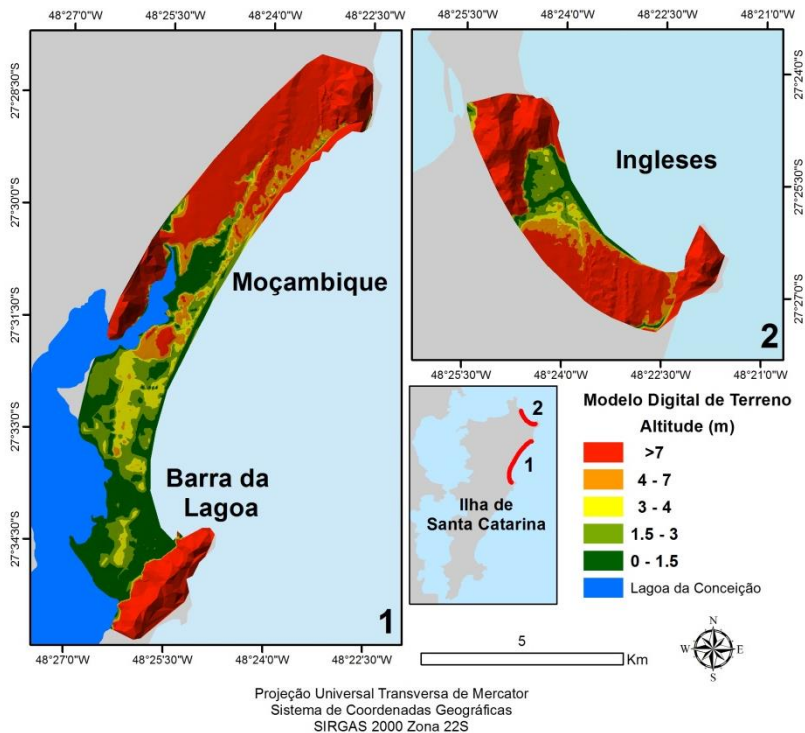 48°27'0"W 48°25'30"W 48°24'0"W 48°22'30"W
27°28'30"S
27°30'0"S
27°31'30"S
27°33'0"S
27°34'30"S
Moçambique
Barra da
Lagoa
1
48°27'0"W 48°25'30"W 48°24'0"W 48°22'30"W
48°25'30"W 48°24'0"W 48°22'30"W 48°21'0"W
27°24'0"S
27°25'30"S
27°27'0"S
Ingleses
2
48°25'30"W 48°24'0"W 48°22'30"W 48°21'0"W
2
1
Ilha de
Santa Catarina
Modelo Digital de Terreno
Altitude (m)
>7
4 - 7
3 - 4
1.5 - 3
0 - 1.5
Lagoa da Conceição
5
Km
N
W E
S
Projeção Universal Transversa de Mercator
Sistema de Coordenadas Geográficas
SIRGAS 2000 Zona 22S